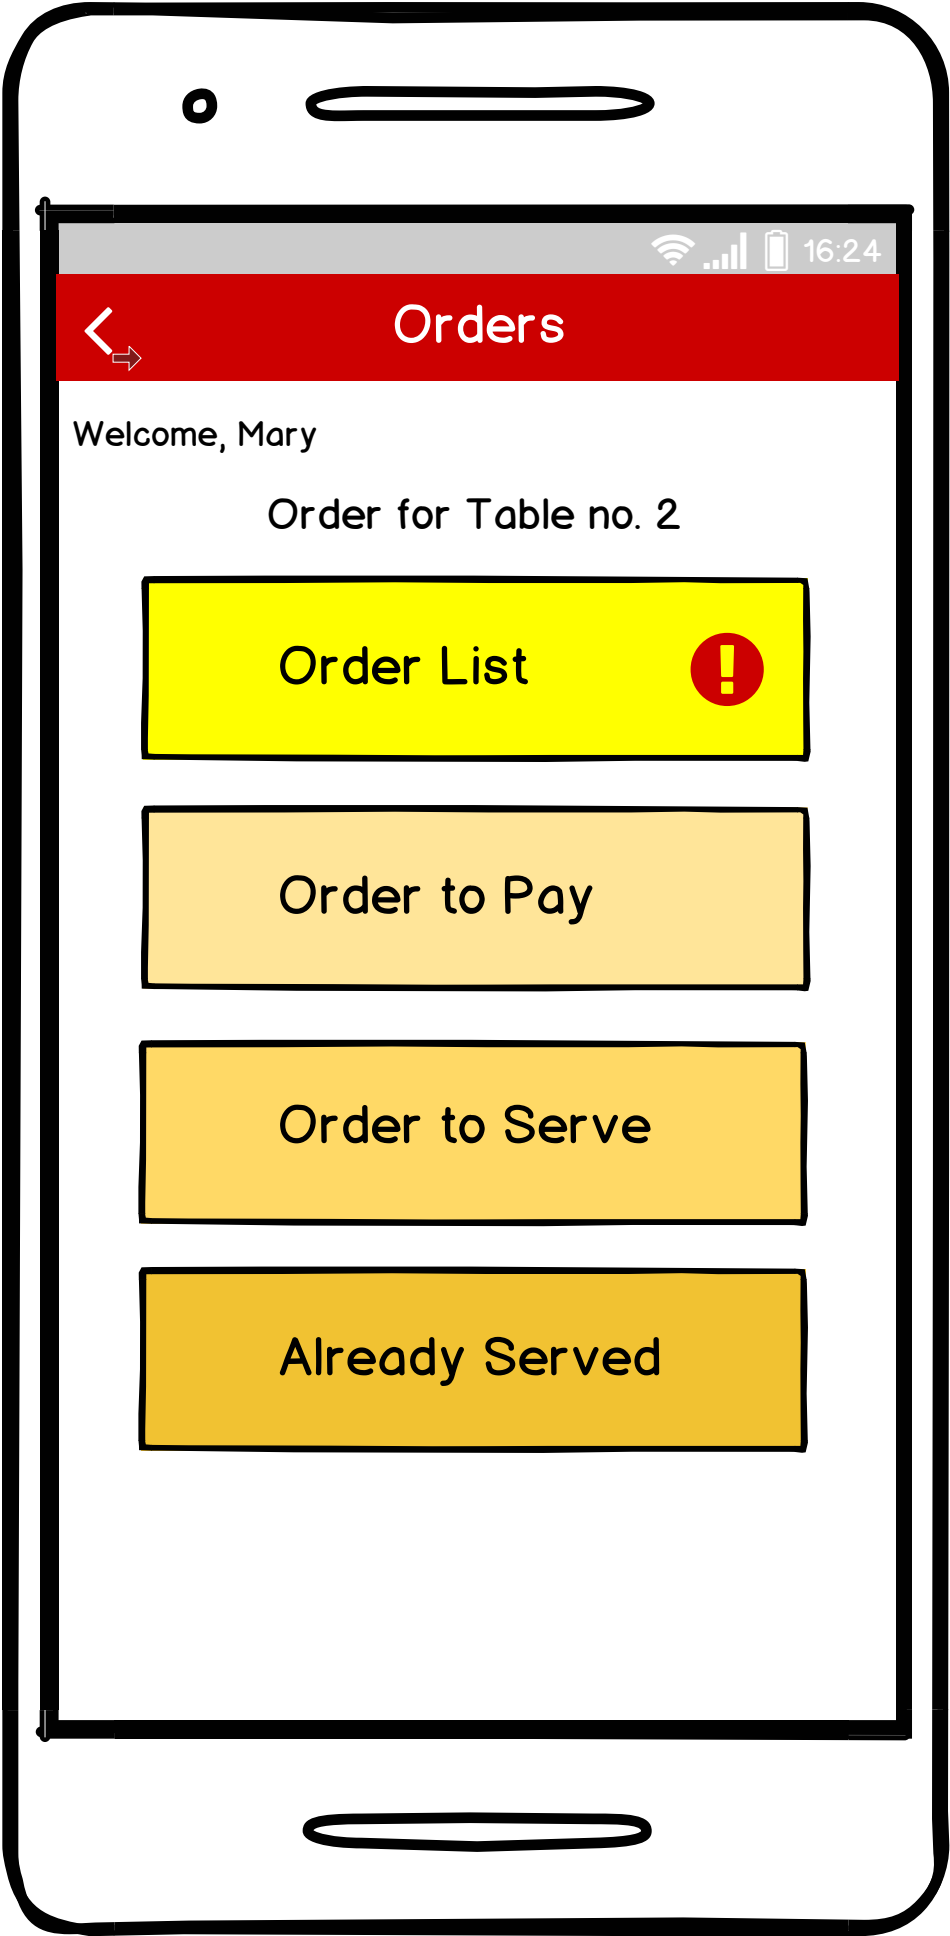 16:24
Orders
Welcome, Mary
Order for Table no. 2
Order List
Order to Pay
Order to Serve
Already Served